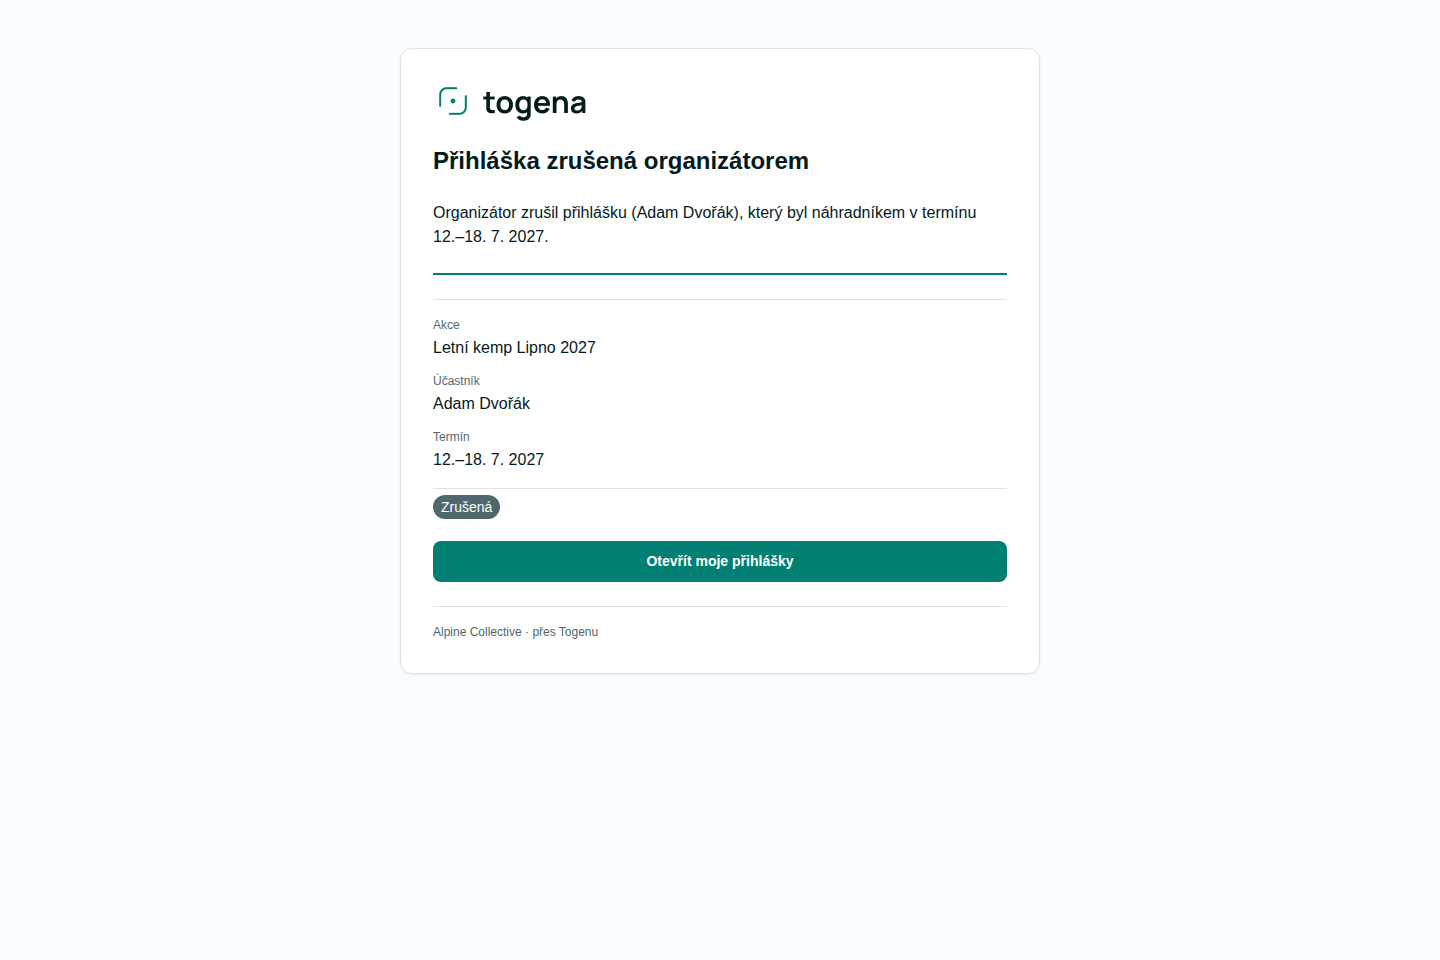 togena
Přihláška zrušená organizátorem
Organizátor zrušil přihlášku (Adam Dvořák), který byl náhradníkem v termínu
12.–18. 7. 2027.
Akce
Letní kemp Lipno 2027
Účastník
Adam Dvořák
Termín
12.–18. 7. 2027
Zrušená
Otevřít moje přihlášky
Alpine Collective · přes Togenu